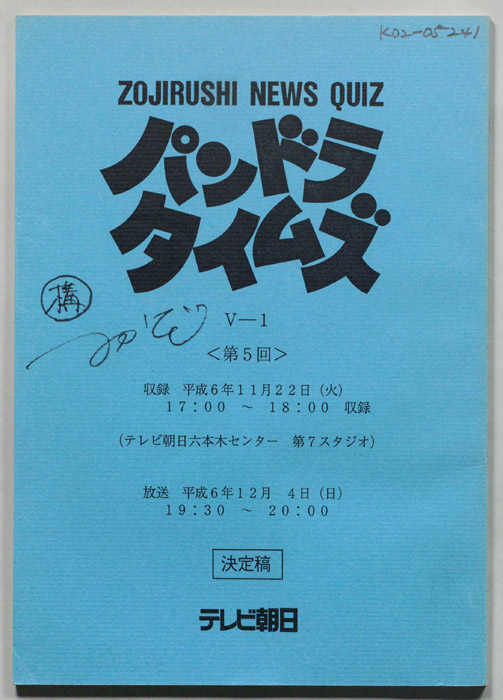 K02-05241
ZOJIRUSHI NEWS QUIZ
パンドラ
タイムズ
構
V―1
＜第5回＞
収録 平成6年11月22日（火）
17：00 ～ 18：00 収録
（テレビ朝日六本木センター 第7スタジオ）
放送 平成6年12月 4日（日）
19：30 ～ 20：00
決定稿
テレビ朝日